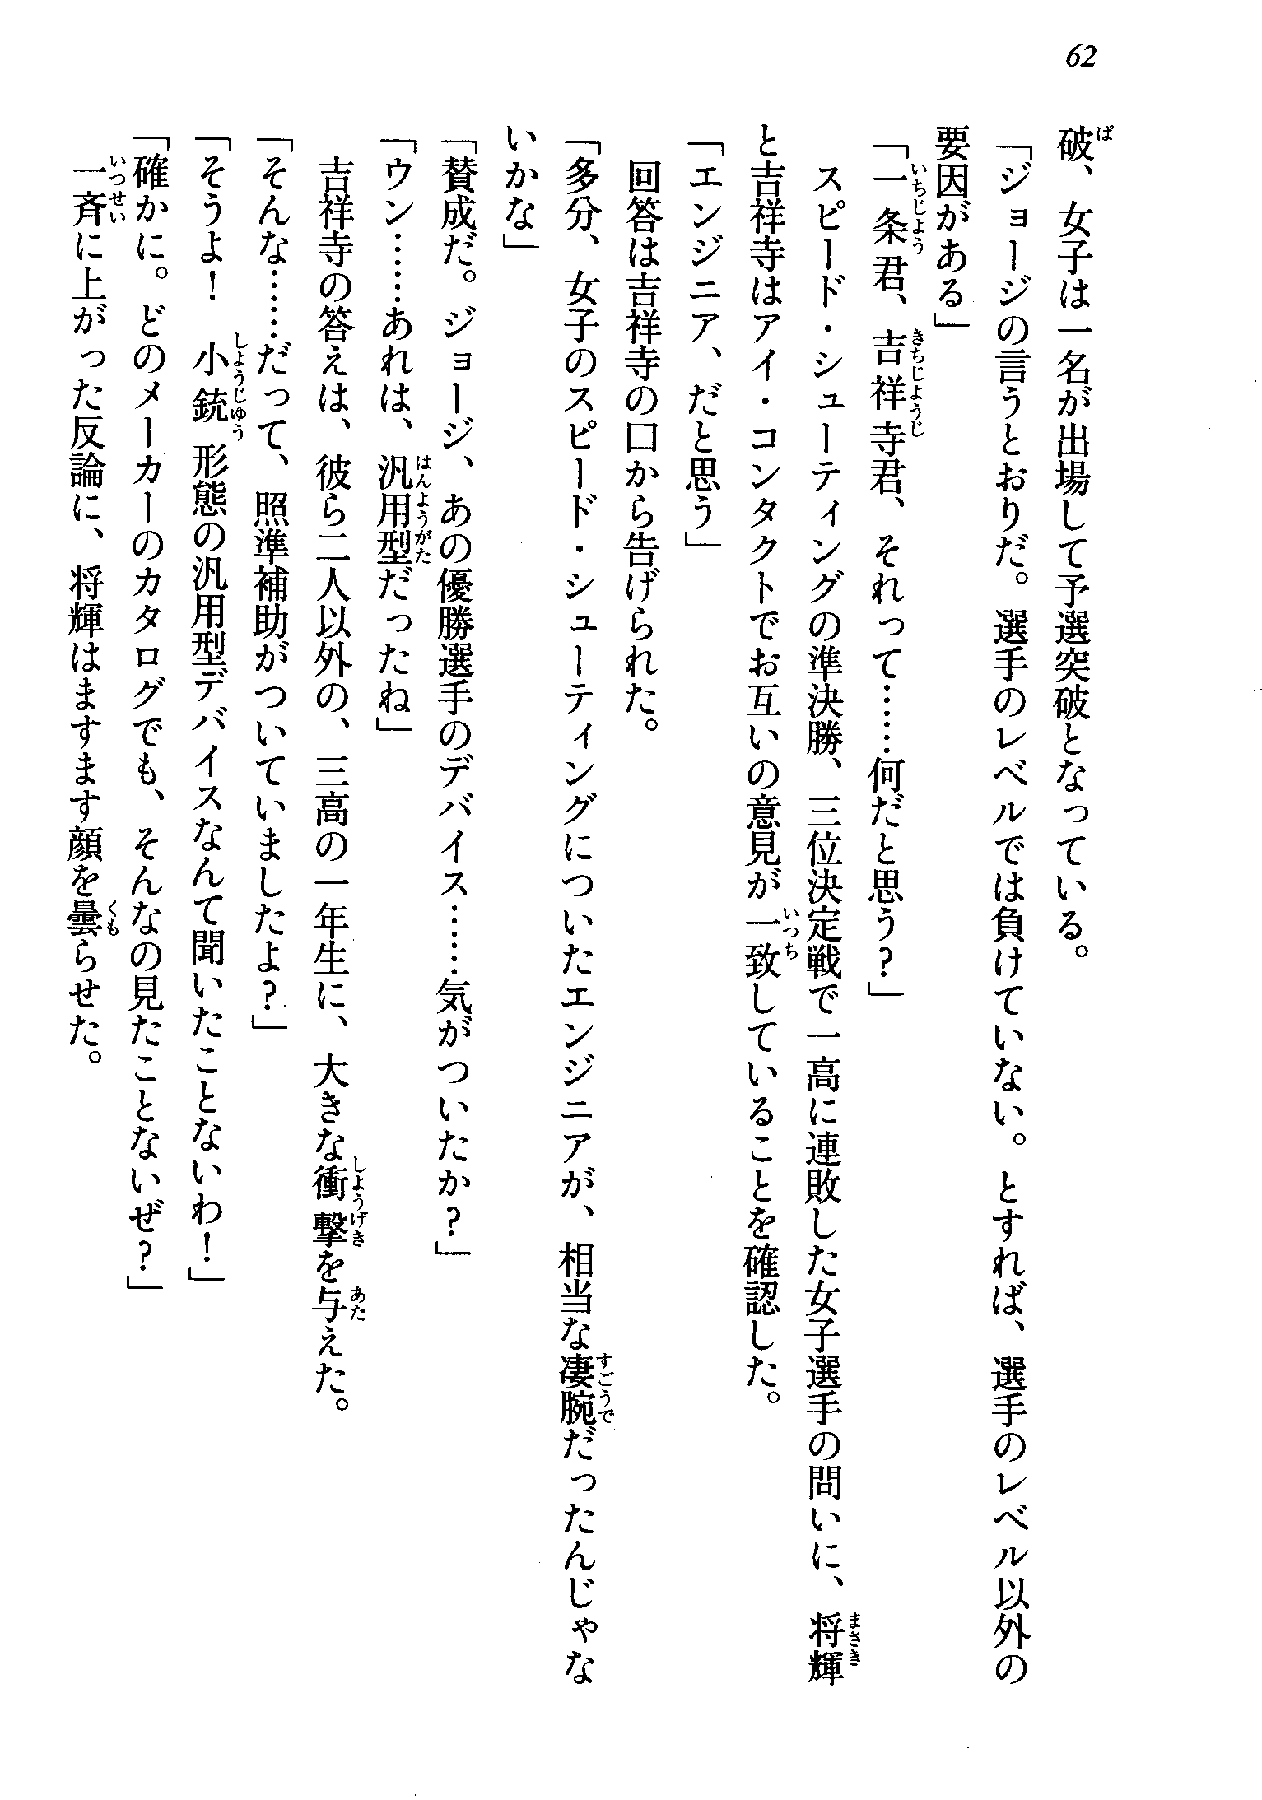 62
破、女子は一名が出場して予選突破となっている。
「ジョージの言うとおりだ。選手のレベルでは負けていない。とすれば、選手のレベル以外の
要因がある」
「一条君、吉祥寺君、それって……何だと思う?」
スピード・シューティングの準決勝、三位決定戦で一高に連敗した女子選手の問いに、将輝
と吉祥寺はアイ・コンタクトでお互いの意見が一致していることを確認した。
「エンジニア、だと思う」
回答は吉祥寺の口から告げられた。
「多分、女子のスピード・シューティングについたエンジニアが、相当な凄腕だったんじゃな
いかな」
「賛成だ。ジョージ、あの優勝選手のデバイス……気がついたか?」
「ウン……あれは、汎用型だったね」
吉祥寺の答えは、彼ら二人以外の、三高の一年生に、大きな衝撃を与えた。
「そんな……だって、照準補助がついていましたよ?」
「そうよ! 小銃形態の汎用型デバイスなんて聞いたことないわ!」
「確かに。どのメーカーのカタログでも、そんなの見たことないぜ?」
一斉に上がった反論に、将輝はますます顔を曇らせた。